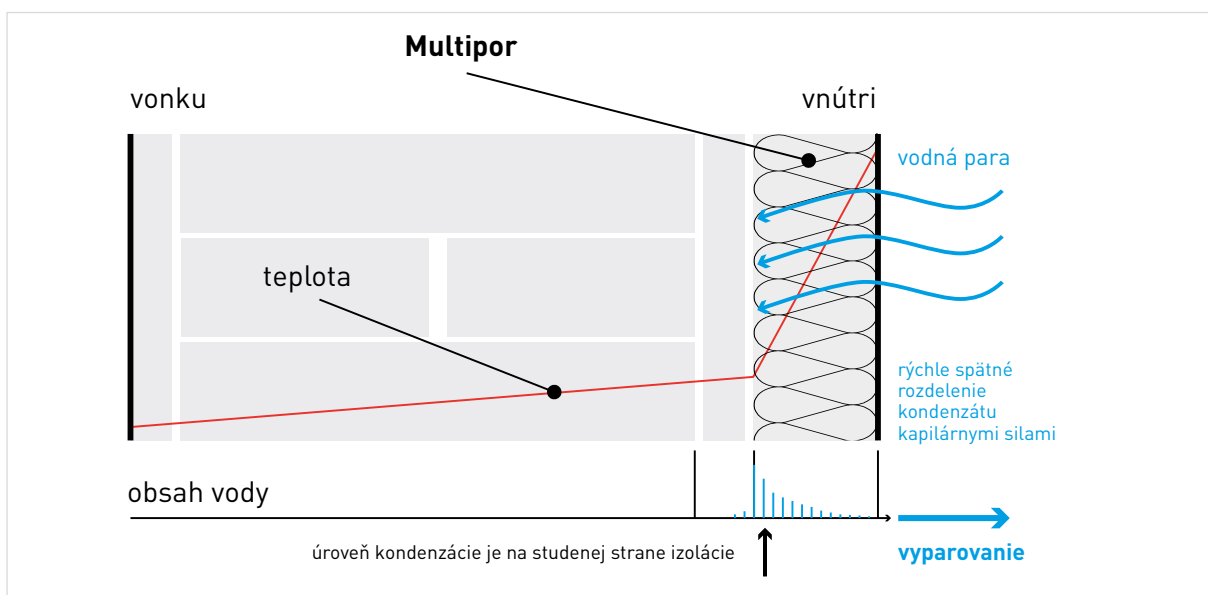 Multipor
vonku
vnútri
vodná para
teplota
rýchle spätné
rozdelenie
kondenzátu
kapilárnymi silami
obsah vody
úroveň kondenzácie je na studenej strane izolácie
vyparovanie